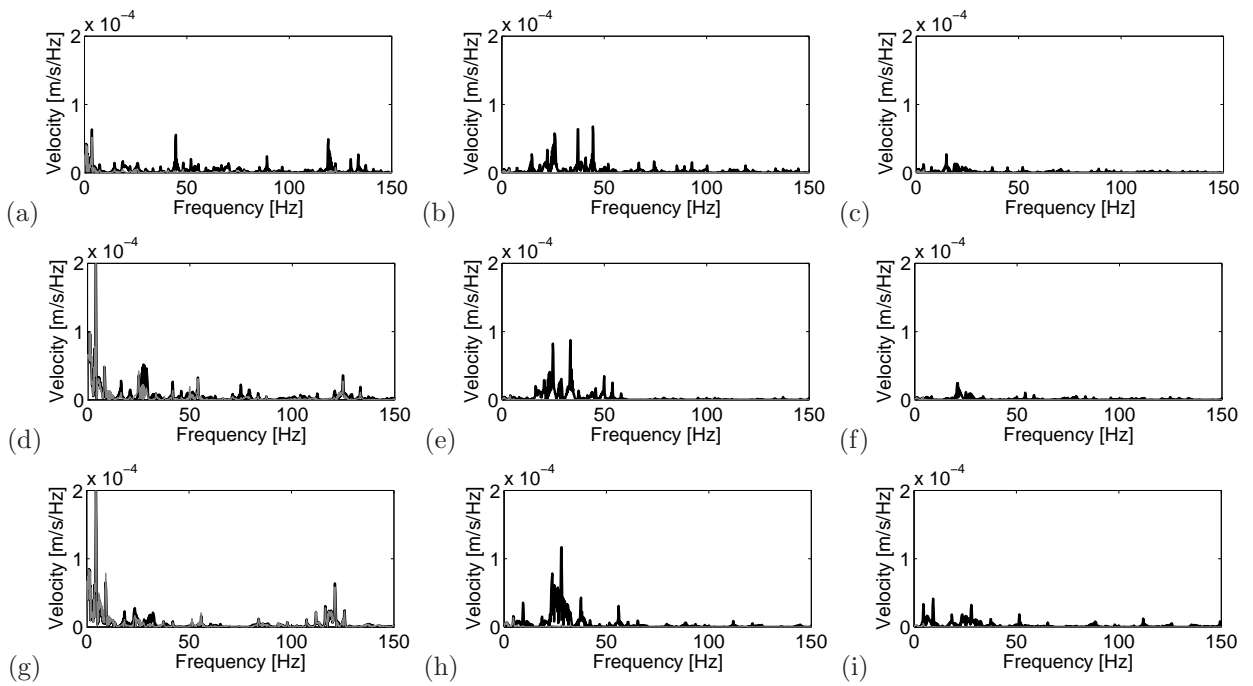 x 10⁻⁴
2
1
0
Velocity [m/s/Hz]
0 50 100 150
Frequency [Hz]
(a)
x 10⁻⁴
2
1
0
Velocity [m/s/Hz]
0 50 100 150
Frequency [Hz]
(b)
x 10⁻⁴
2
1
0
Velocity [m/s/Hz]
0 50 100 150
Frequency [Hz]
(c)
x 10⁻⁴
2
1
0
Velocity [m/s/Hz]
0 50 100 150
Frequency [Hz]
(d)
x 10⁻⁴
2
1
0
Velocity [m/s/Hz]
0 50 100 150
Frequency [Hz]
(e)
x 10⁻⁴
2
1
0
Velocity [m/s/Hz]
0 50 100 150
Frequency [Hz]
(f)
x 10⁻⁴
2
1
0
Velocity [m/s/Hz]
0 50 100 150
Frequency [Hz]
(g)
x 10⁻⁴
2
1
0
Velocity [m/s/Hz]
0 50 100 150
Frequency [Hz]
(h)
x 10⁻⁴
2
1
0
Velocity [m/s/Hz]
0 50 100 150
Frequency [Hz]
(i)